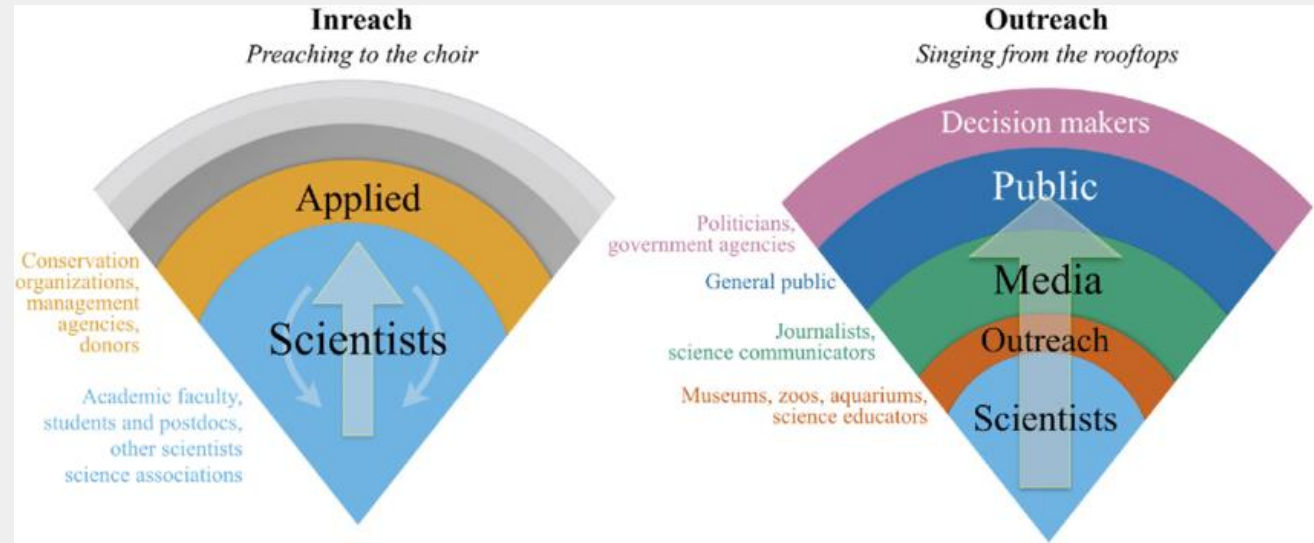 Inreach
Preaching to the choir
Applied
Conservation
organizations,
management
agencies,
donors
Scientists
Academic faculty,
students and postdocs,
other scientists
science associations
Outreach
Singing from the rooftops
Decision makers
Public
Politicians,
government agencies
General public
Media
Journalists,
science communicators
Outreach
Museums, zoos, aquariums,
science educators
Scientists